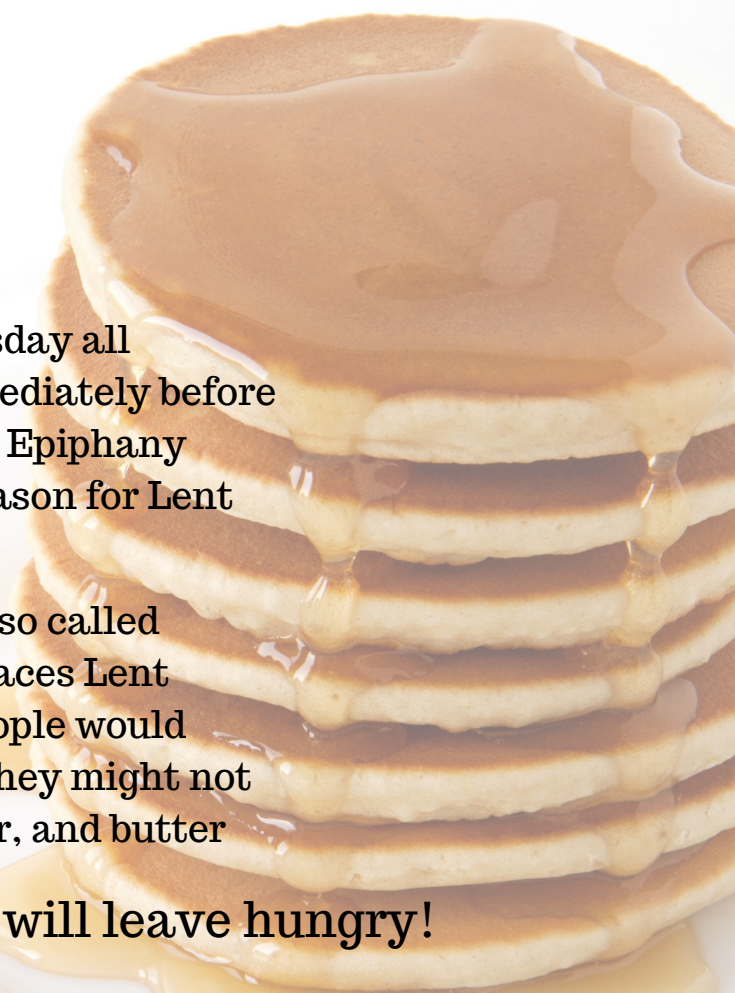 sday all
ediately before
Epiphany
ason for Lent
so called
aces Lent
ople would
hey might not
r, and butter
will leave hungry!